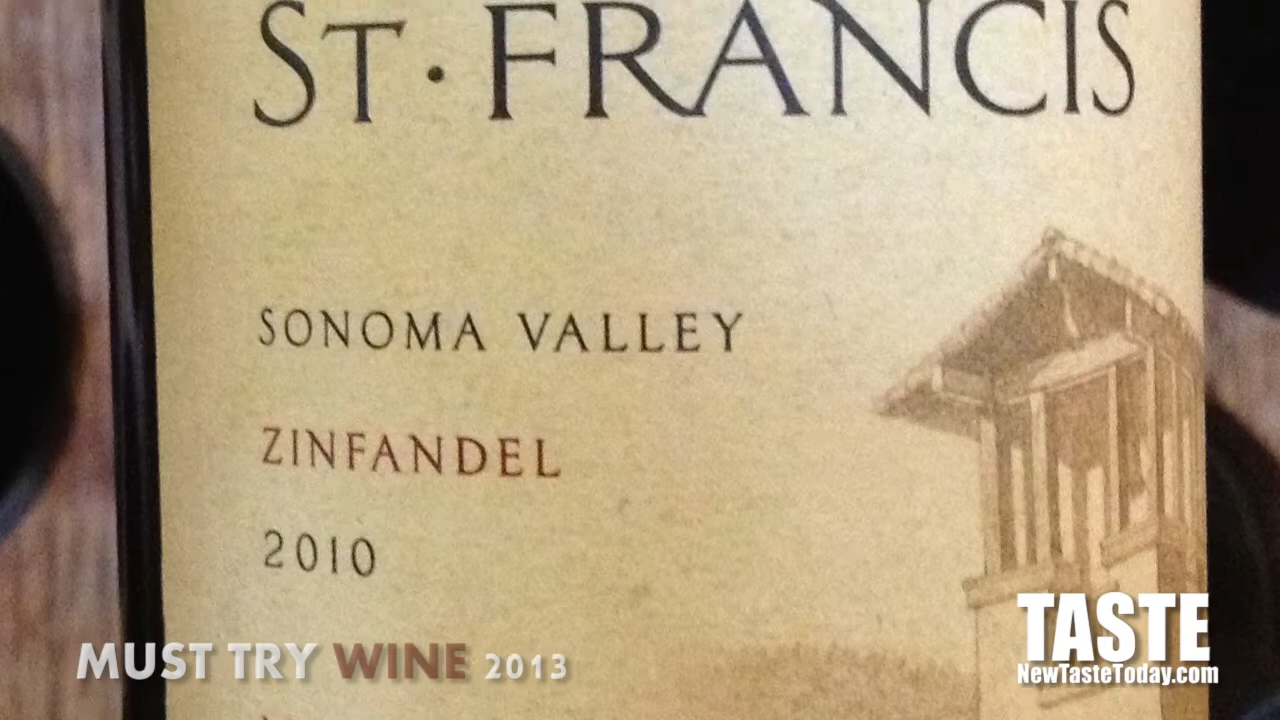 ST · FRANCIS
SONOMA VALLEY
ZINFANDEL
2010
MUST TRY WINE 2013
TASTE
NewTasteToday.com